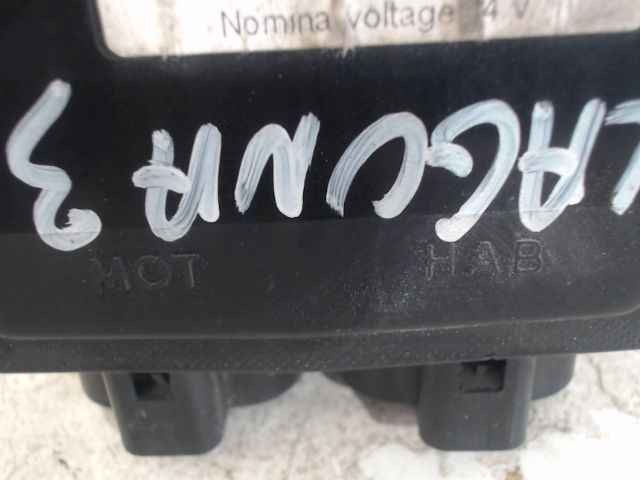 Nomina voltage 4 V
LAGUNA 3
MOT HAB